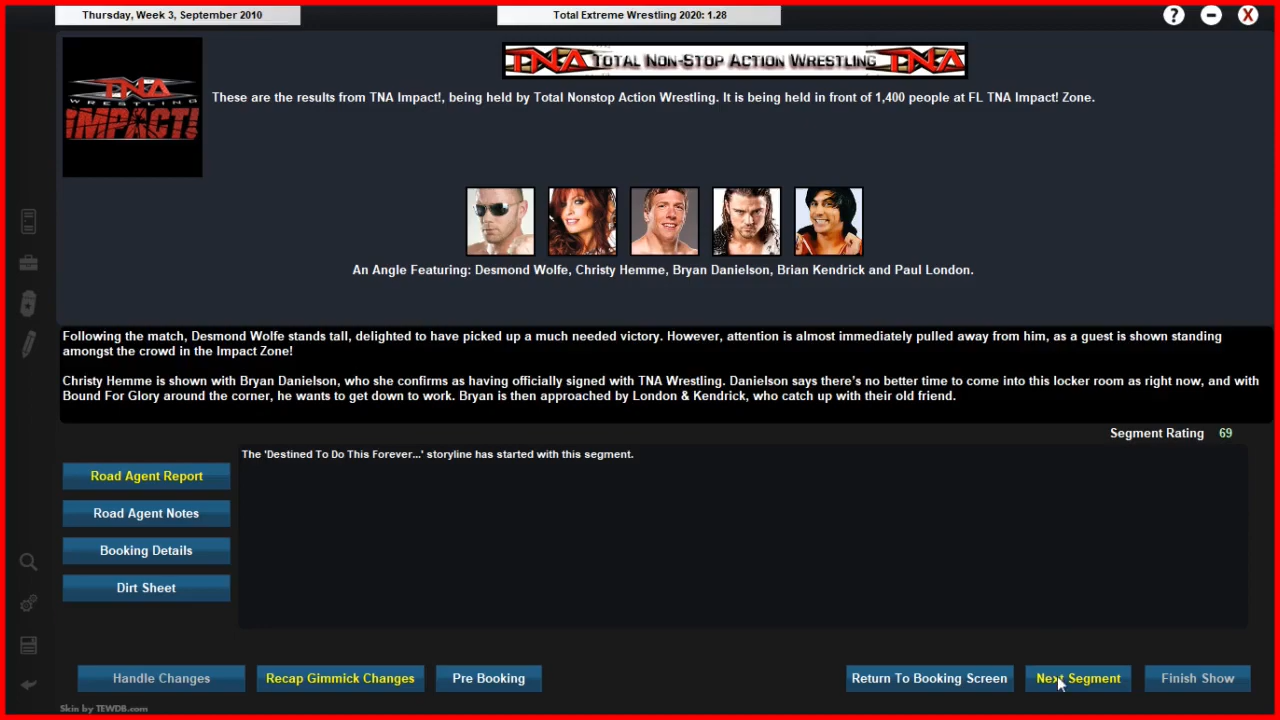 Thursday, Week 3, September 2010
Total Extreme Wrestling 2020: 1.28
?
X
TNA TOTAL NON-STOP ACTION WRESTLING TNA
TNA
WRESTLING
iMPACT!
These are the results from TNA Impact!, being held by Total Nonstop Action Wrestling. It is being held in front of 1,400 people at FL TNA Impact! Zone.
An Angle Featuring: Desmond Wolfe, Christy Hemme, Bryan Danielson, Brian Kendrick and Paul London.
Following the match, Desmond Wolfe stands tall, delighted to have picked up a much needed victory. However, attention is almost immediately pulled away from him, as a guest is shown standing
amongst the crowd in the Impact Zone!
Christy Hemme is shown with Bryan Danielson, who she confirms as having officially signed with TNA Wrestling. Danielson says there's no better time to come into this locker room as right now, and with
Bound For Glory around the corner, he wants to get down to work. Bryan is then approached by London & Kendrick, who catch up with their old friend.
Segment Rating 69
Road Agent Report
The 'Destined To Do This Forever...' storyline has started with this segment.
Road Agent Notes
Booking Details
Dirt Sheet
Handle Changes
Recap Gimmick Changes
Pre Booking
Return To Booking Screen
Next Segment
Finish Show
Skin by TEWDB.com